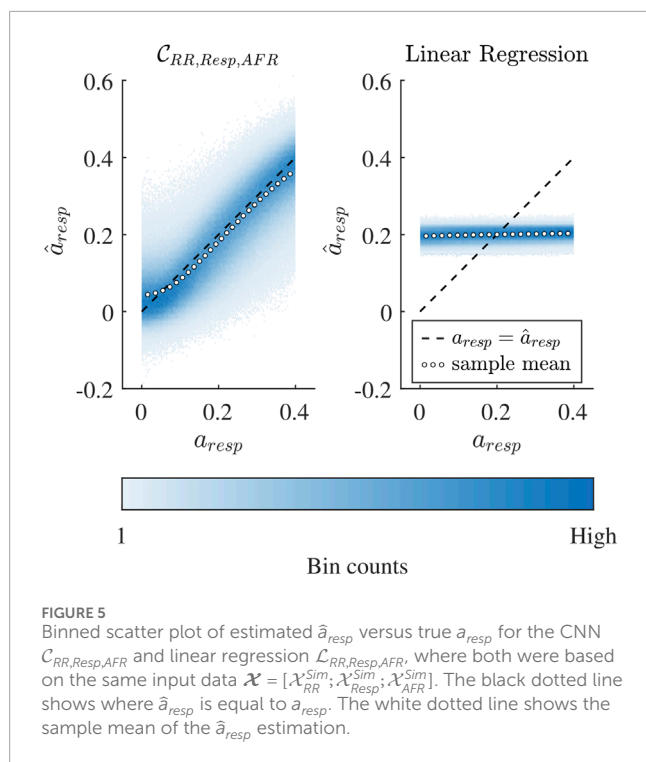 𝒞_RR,Resp,AFR
Linear Regression
0.6
0.4
0.2
0
-0.2
â_resp
0
0.2
0.4
a_resp
0.6
0.4
0.2
0
-0.2
â_resp
a_resp = â_resp
sample mean
0
0.2
0.4
a_resp
1
High
Bin counts
FIGURE 5
Binned scatter plot of estimated â_resp versus true a_resp for the CNN
𝒞_RR,Resp,AFR and linear regression ℒ_RR,Resp,AFR, where both were based
on the same input data 𝓧 = [𝒳_RR^Sim; 𝒳_Resp^Sim; 𝒳_AFR^Sim]. The black dotted line
shows where â_resp is equal to a_resp. The white dotted line shows the
sample mean of the â_resp estimation.